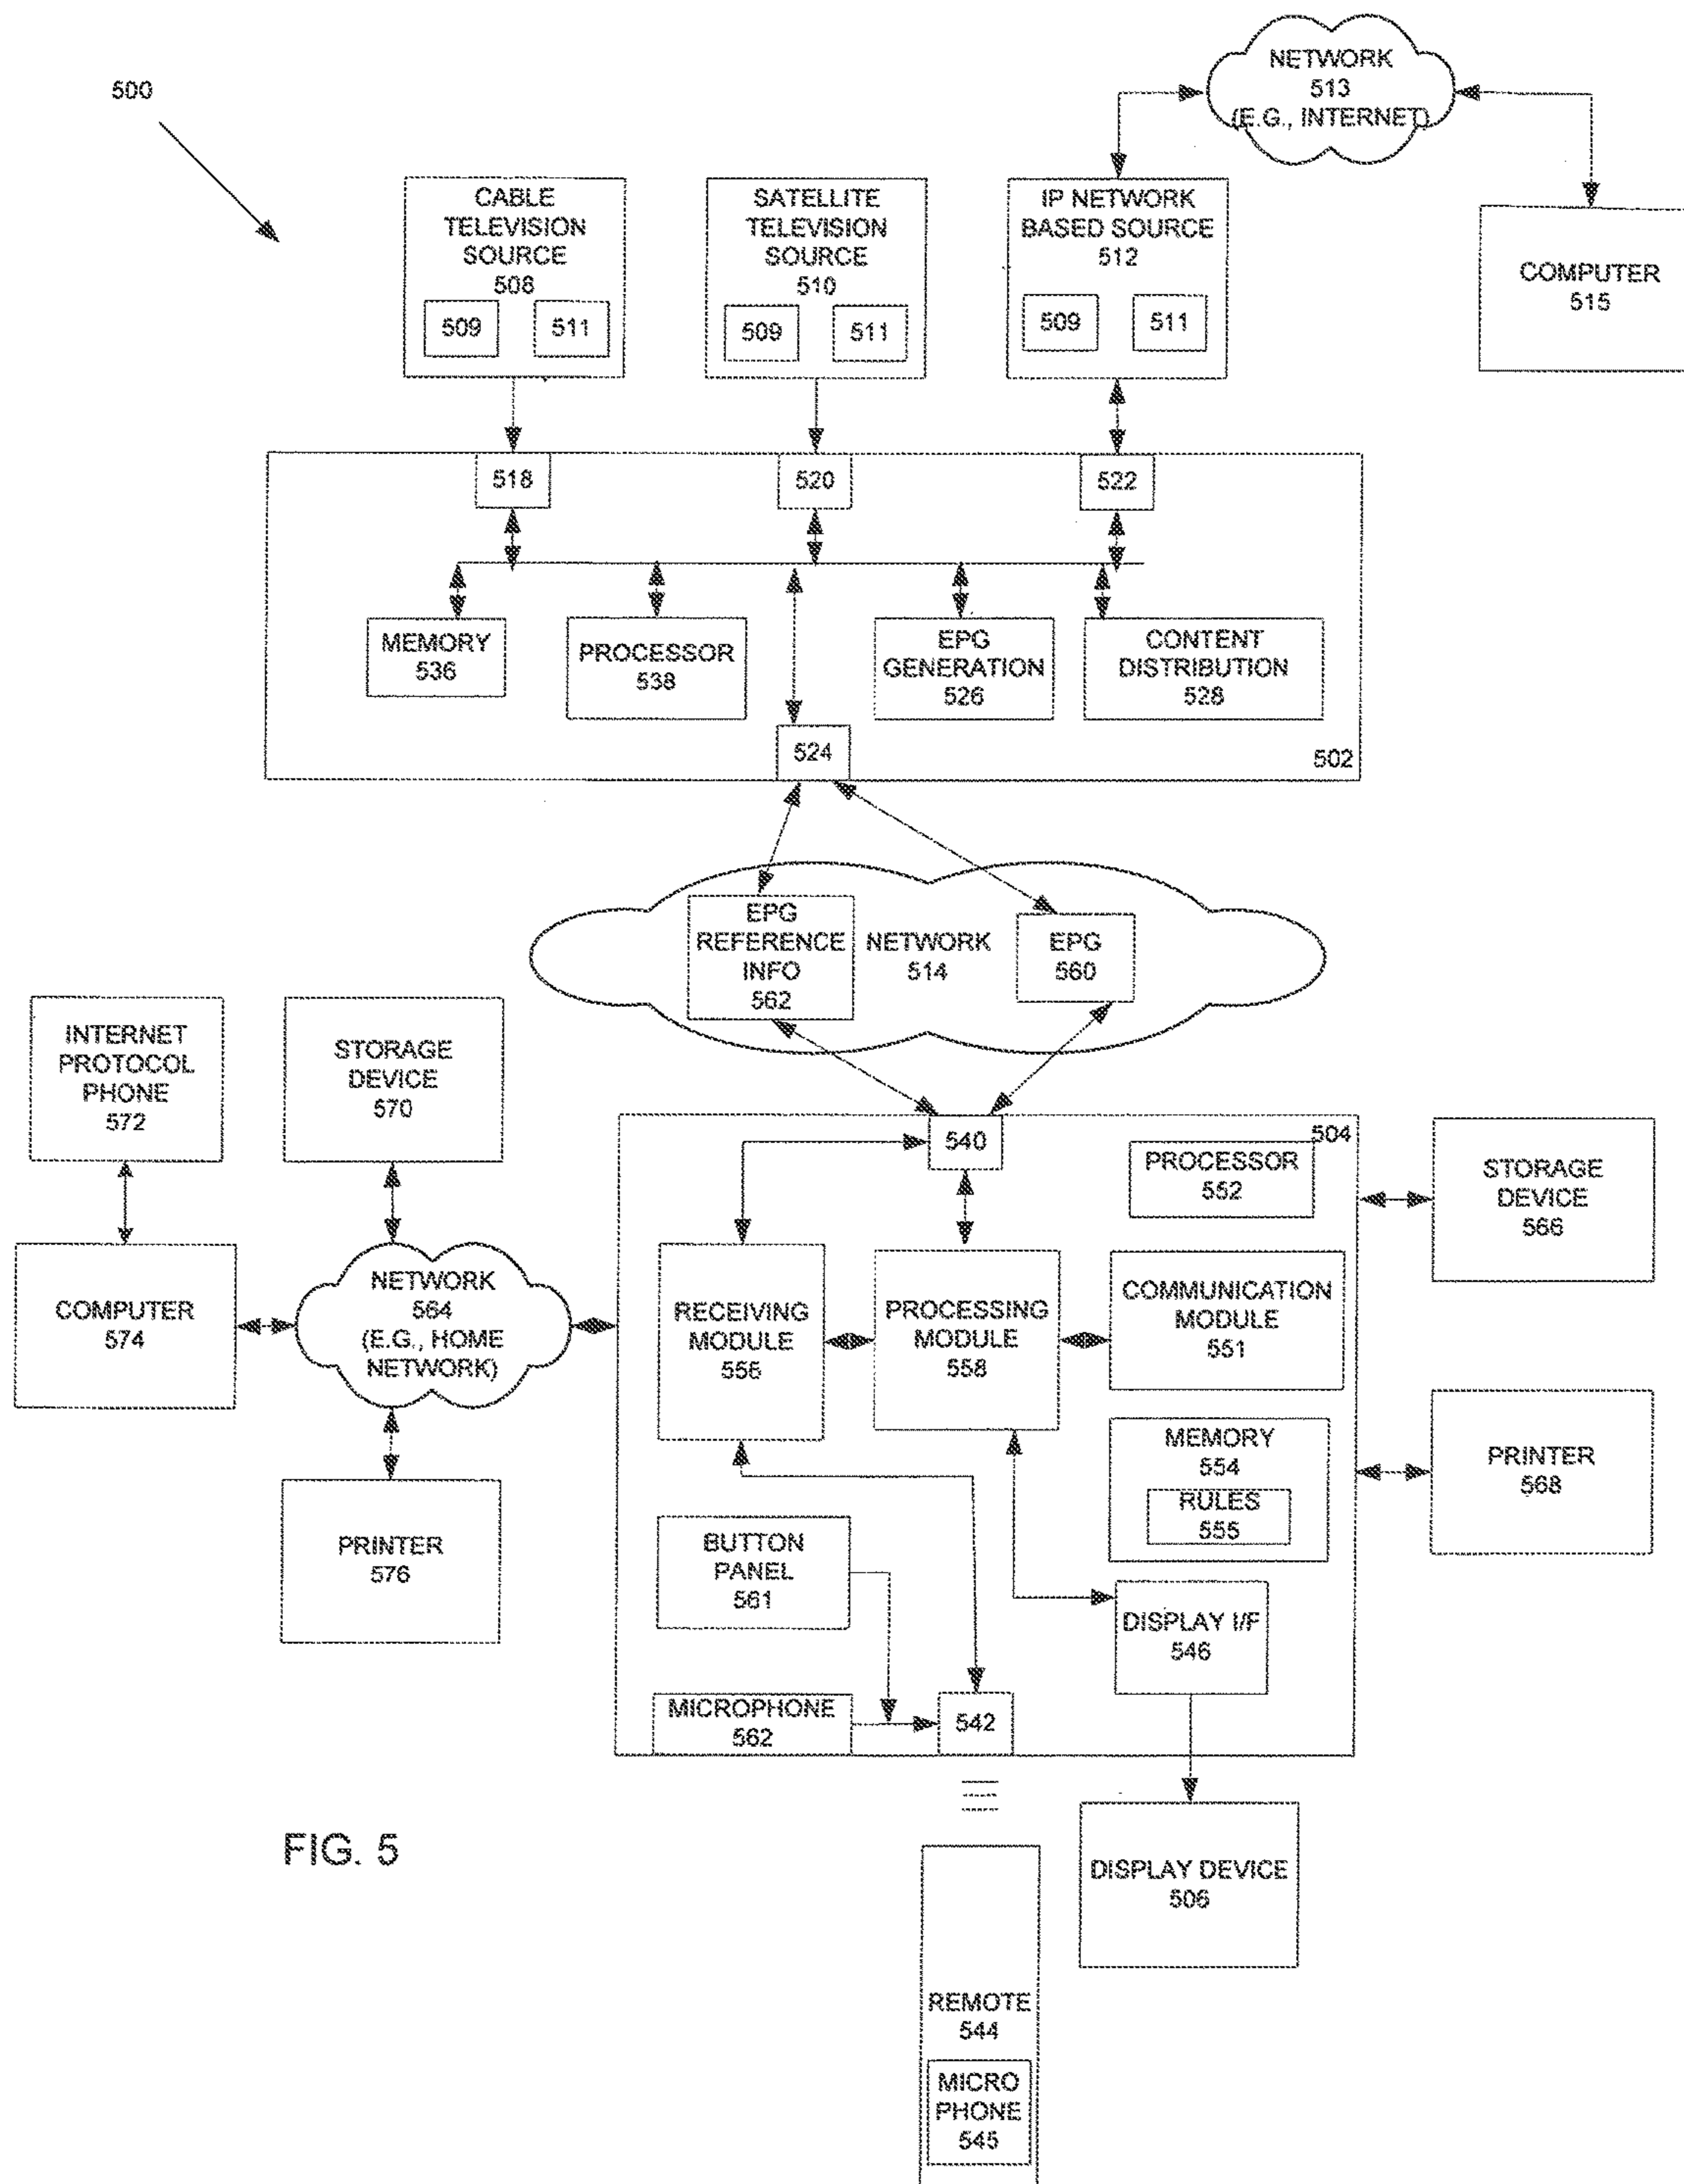 500
NETWORK
513
(E.G., INTERNET)
CABLE
TELEVISION
SOURCE
508
509
511
SATELLITE
TELEVISION
SOURCE
510
509
511
IP NETWORK
BASED SOURCE
512
509
511
COMPUTER
515
518
520
522
MEMORY
536
PROCESSOR
538
EPG
GENERATION
526
CONTENT
DISTRIBUTION
528
524
502
EPG
REFERENCE
INFO
562
NETWORK
514
EPG
560
INTERNET
PROTOCOL
PHONE
572
STORAGE
DEVICE
570
COMPUTER
574
NETWORK
564
(E.G., HOME
NETWORK)
PRINTER
576
540
504
PROCESSOR
552
RECEIVING
MODULE
556
PROCESSING
MODULE
558
COMMUNICATION
MODULE
551
MEMORY
554
RULES
555
BUTTON
PANEL
561
DISPLAY I/F
546
MICROPHONE
562
542
STORAGE
DEVICE
566
PRINTER
568
DISPLAY DEVICE
506
REMOTE
544
MICRO
PHONE
545
FIG. 5